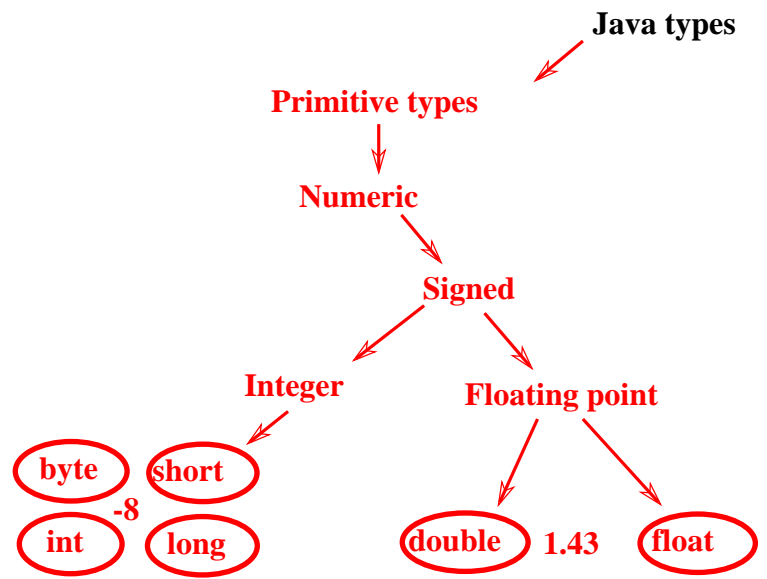 Java types
Primitive types
Numeric
Signed
Integer
Floating point
byte short
-8
int long
double 1.43 float